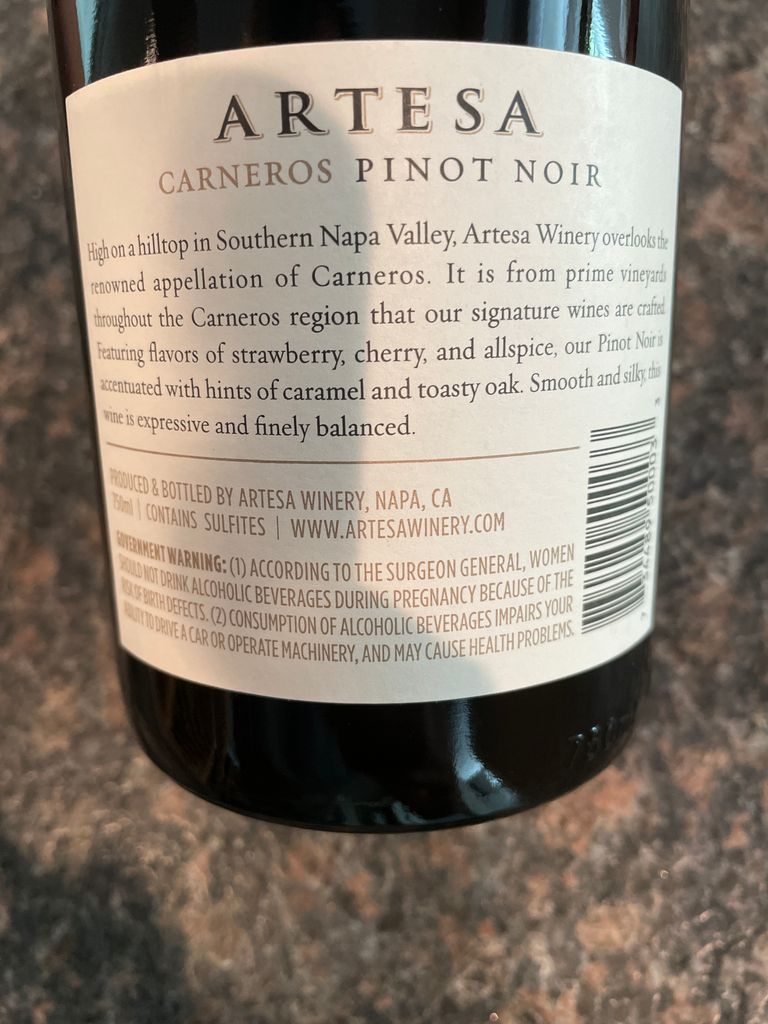 ARTESA
CARNEROS PINOT NOIR
High on a hilltop in Southern Napa Valley, Artesa Winery overlooks the
renowned appellation of Carneros. It is from prime vineyards
throughout the Carneros region that our signature wines are crafted.
Featuring flavors of strawberry, cherry, and allspice, our Pinot Noir is
accentuated with hints of caramel and toasty oak. Smooth and silky, this
wine is expressive and finely balanced.
PRODUCED & BOTTLED BY ARTESA WINERY, NAPA, CA
750ml | CONTAINS SULFITES | WWW.ARTESAWINERY.COM
GOVERNMENT WARNING: (1) ACCORDING TO THE SURGEON GENERAL, WOMEN
SHOULD NOT DRINK ALCOHOLIC BEVERAGES DURING PREGNANCY BECAUSE OF THE
RISK OF BIRTH DEFECTS. (2) CONSUMPTION OF ALCOHOLIC BEVERAGES IMPAIRS YOUR
ABILITY TO DRIVE A CAR OR OPERATE MACHINERY, AND MAY CAUSE HEALTH PROBLEMS.